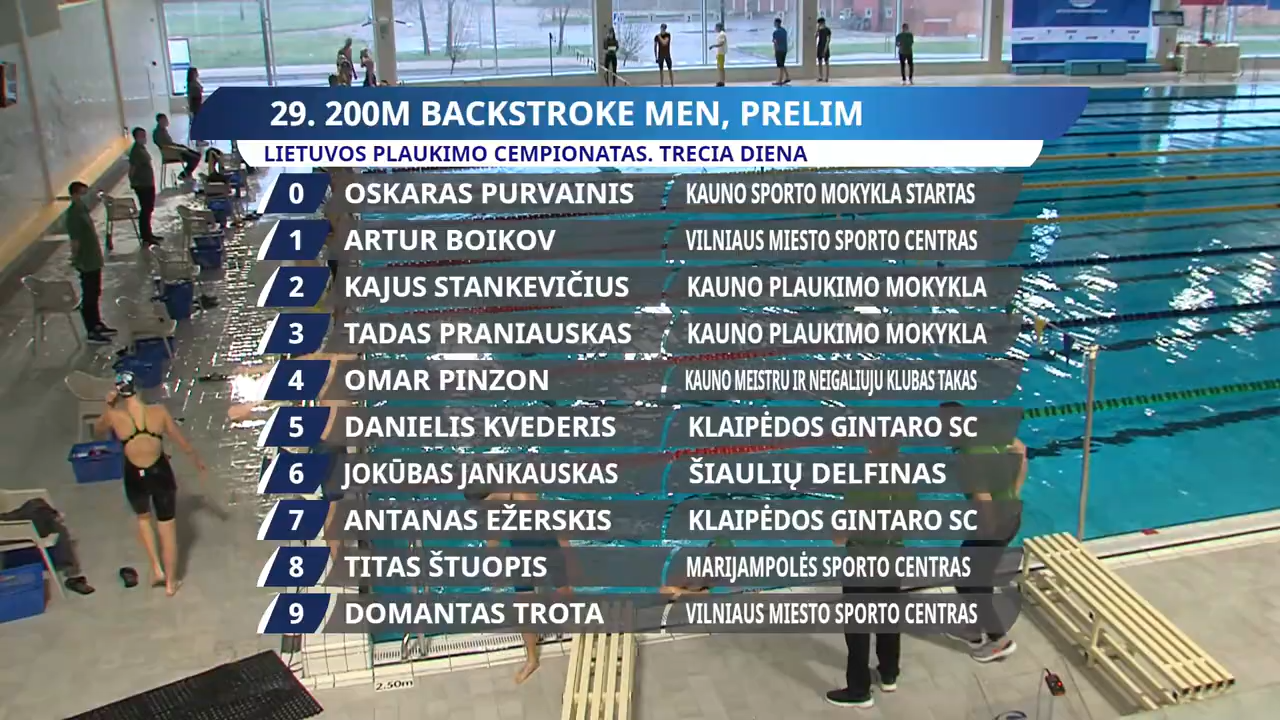 29. 200M BACKSTROKE MEN, PRELIM
LIETUVOS PLAUKIMO CEMPIONATAS. TRECIA DIENA
0 OSKARAS PURVAINIS KAUNO SPORTO MOKYKLA STARTAS
1 ARTUR BOIKOV VILNIAUS MIESTO SPORTO CENTRAS
2 KAJUS STANKEVIČIUS KAUNO PLAUKIMO MOKYKLA
3 TADAS PRANIAUSKAS KAUNO PLAUKIMO MOKYKLA
4 OMAR PINZON KAUNO MEISTRU IR NEIGALIUJU KLUBAS TAKAS
5 DANIELIS KVEDERIS KLAIPĖDOS GINTARO SC
6 JOKŪBAS JANKAUSKAS ŠIAULIŲ DELFINAS
7 ANTANAS EŽERSKIS KLAIPĖDOS GINTARO SC
8 TITAS ŠTUOPIS MARIJAMPOLĖS SPORTO CENTRAS
9 DOMANTAS TROTA VILNIAUS MIESTO SPORTO CENTRAS
2.50m